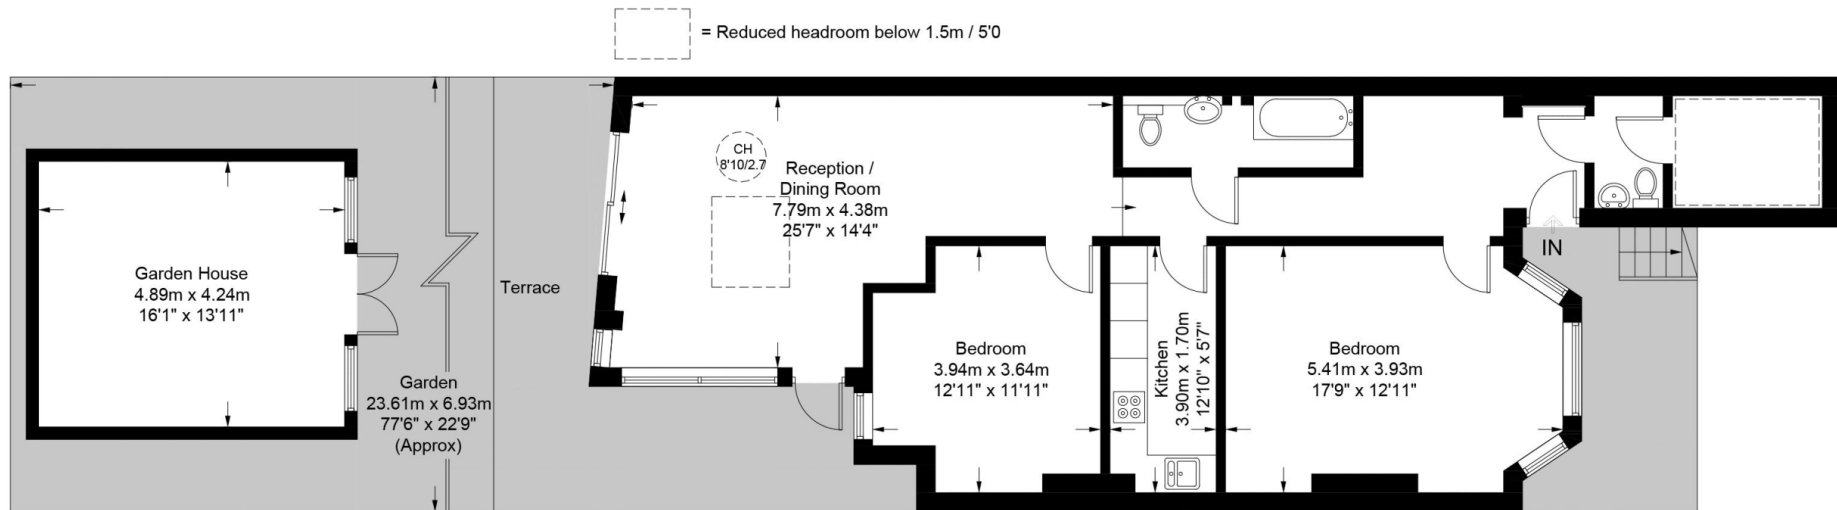 = Reduced headroom below 1.5m / 5'0
CH
8'10/2.7
Reception /
Dining Room
7.79m x 4.38m
25'7" x 14'4"
IN
Garden House
4.89m x 4.24m
16'1" x 13'11"
Terrace
Bedroom
3.94m x 3.64m
12'11" x 11'11"
Kitchen
3.90m x 1.70m
12'10" x 5'7"
Bedroom
5.41m x 3.93m
17'9" x 12'11"
Garden
23.61m x 6.93m
77'6" x 22'9"
(Approx)